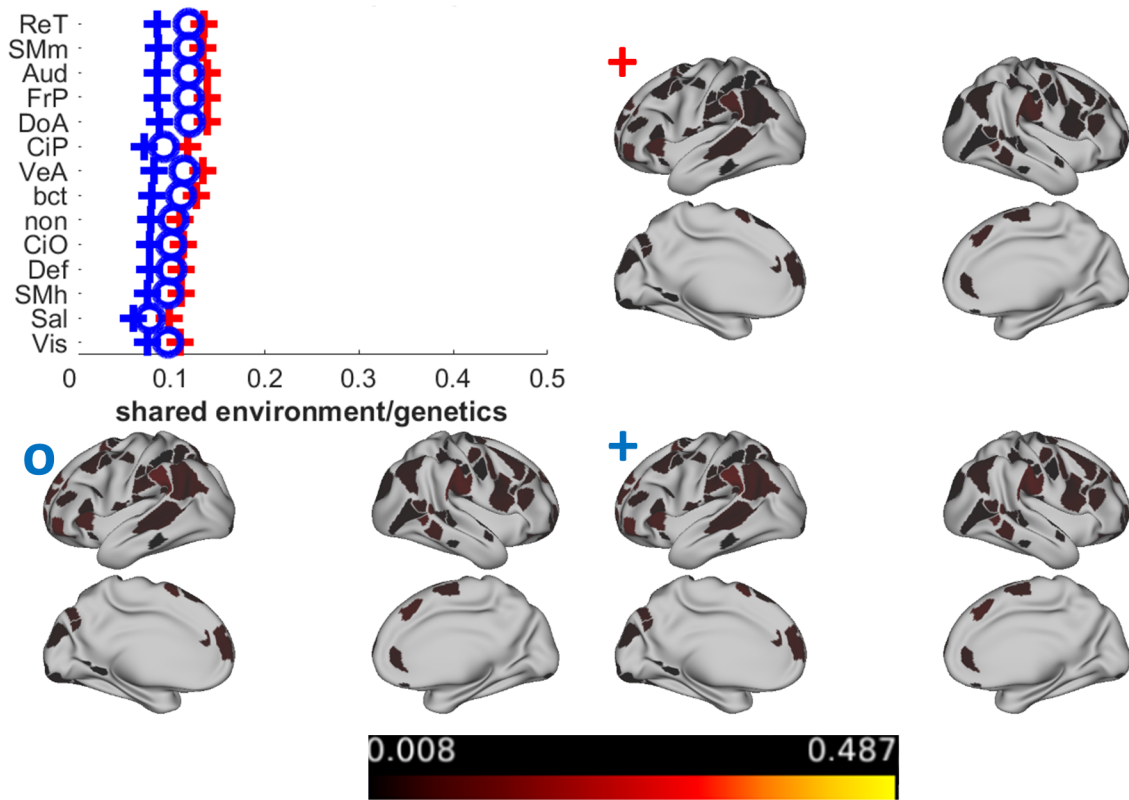 ReT
SMm
Aud
FrP
DoA
CiP
VeA
bct
non
CiO
Def
SMh
Sal
Vis
0 0.1 0.2 0.3 0.4 0.5
shared environment/genetics
+
o
+
0.008 0.487